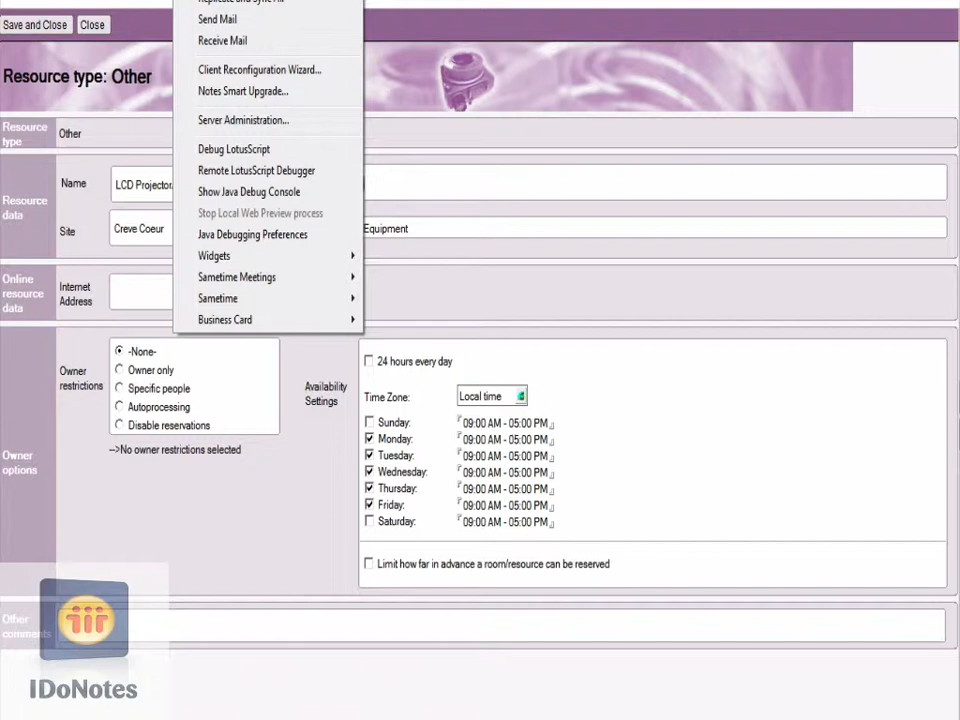 Replicate and Sync All
Save and Close Close
Send Mail
Receive Mail
Client Reconfiguration Wizard...
Notes Smart Upgrade...
Server Administration...
Debug LotusScript
Remote LotusScript Debugger
Show Java Debug Console
Stop Local Web Preview process
Java Debugging Preferences
Widgets
Sametime Meetings
Sametime
Business Card
Resource type: Other
Resource type
Other
Resource data
Name
LCD Projector
Site
Creve Coeur
Equipment
Online resource data
Internet Address
Owner options
Owner restrictions
-None-
Owner only
Specific people
Autoprocessing
Disable reservations
-->No owner restrictions selected
Availability Settings
24 hours every day
Time Zone: Local time
Sunday: 09:00 AM - 05:00 PM
Monday: 09:00 AM - 05:00 PM
Tuesday: 09:00 AM - 05:00 PM
Wednesday: 09:00 AM - 05:00 PM
Thursday: 09:00 AM - 05:00 PM
Friday: 09:00 AM - 05:00 PM
Saturday: 09:00 AM - 05:00 PM
Limit how far in advance a room/resource can be reserved
Other comments
IDoNotes